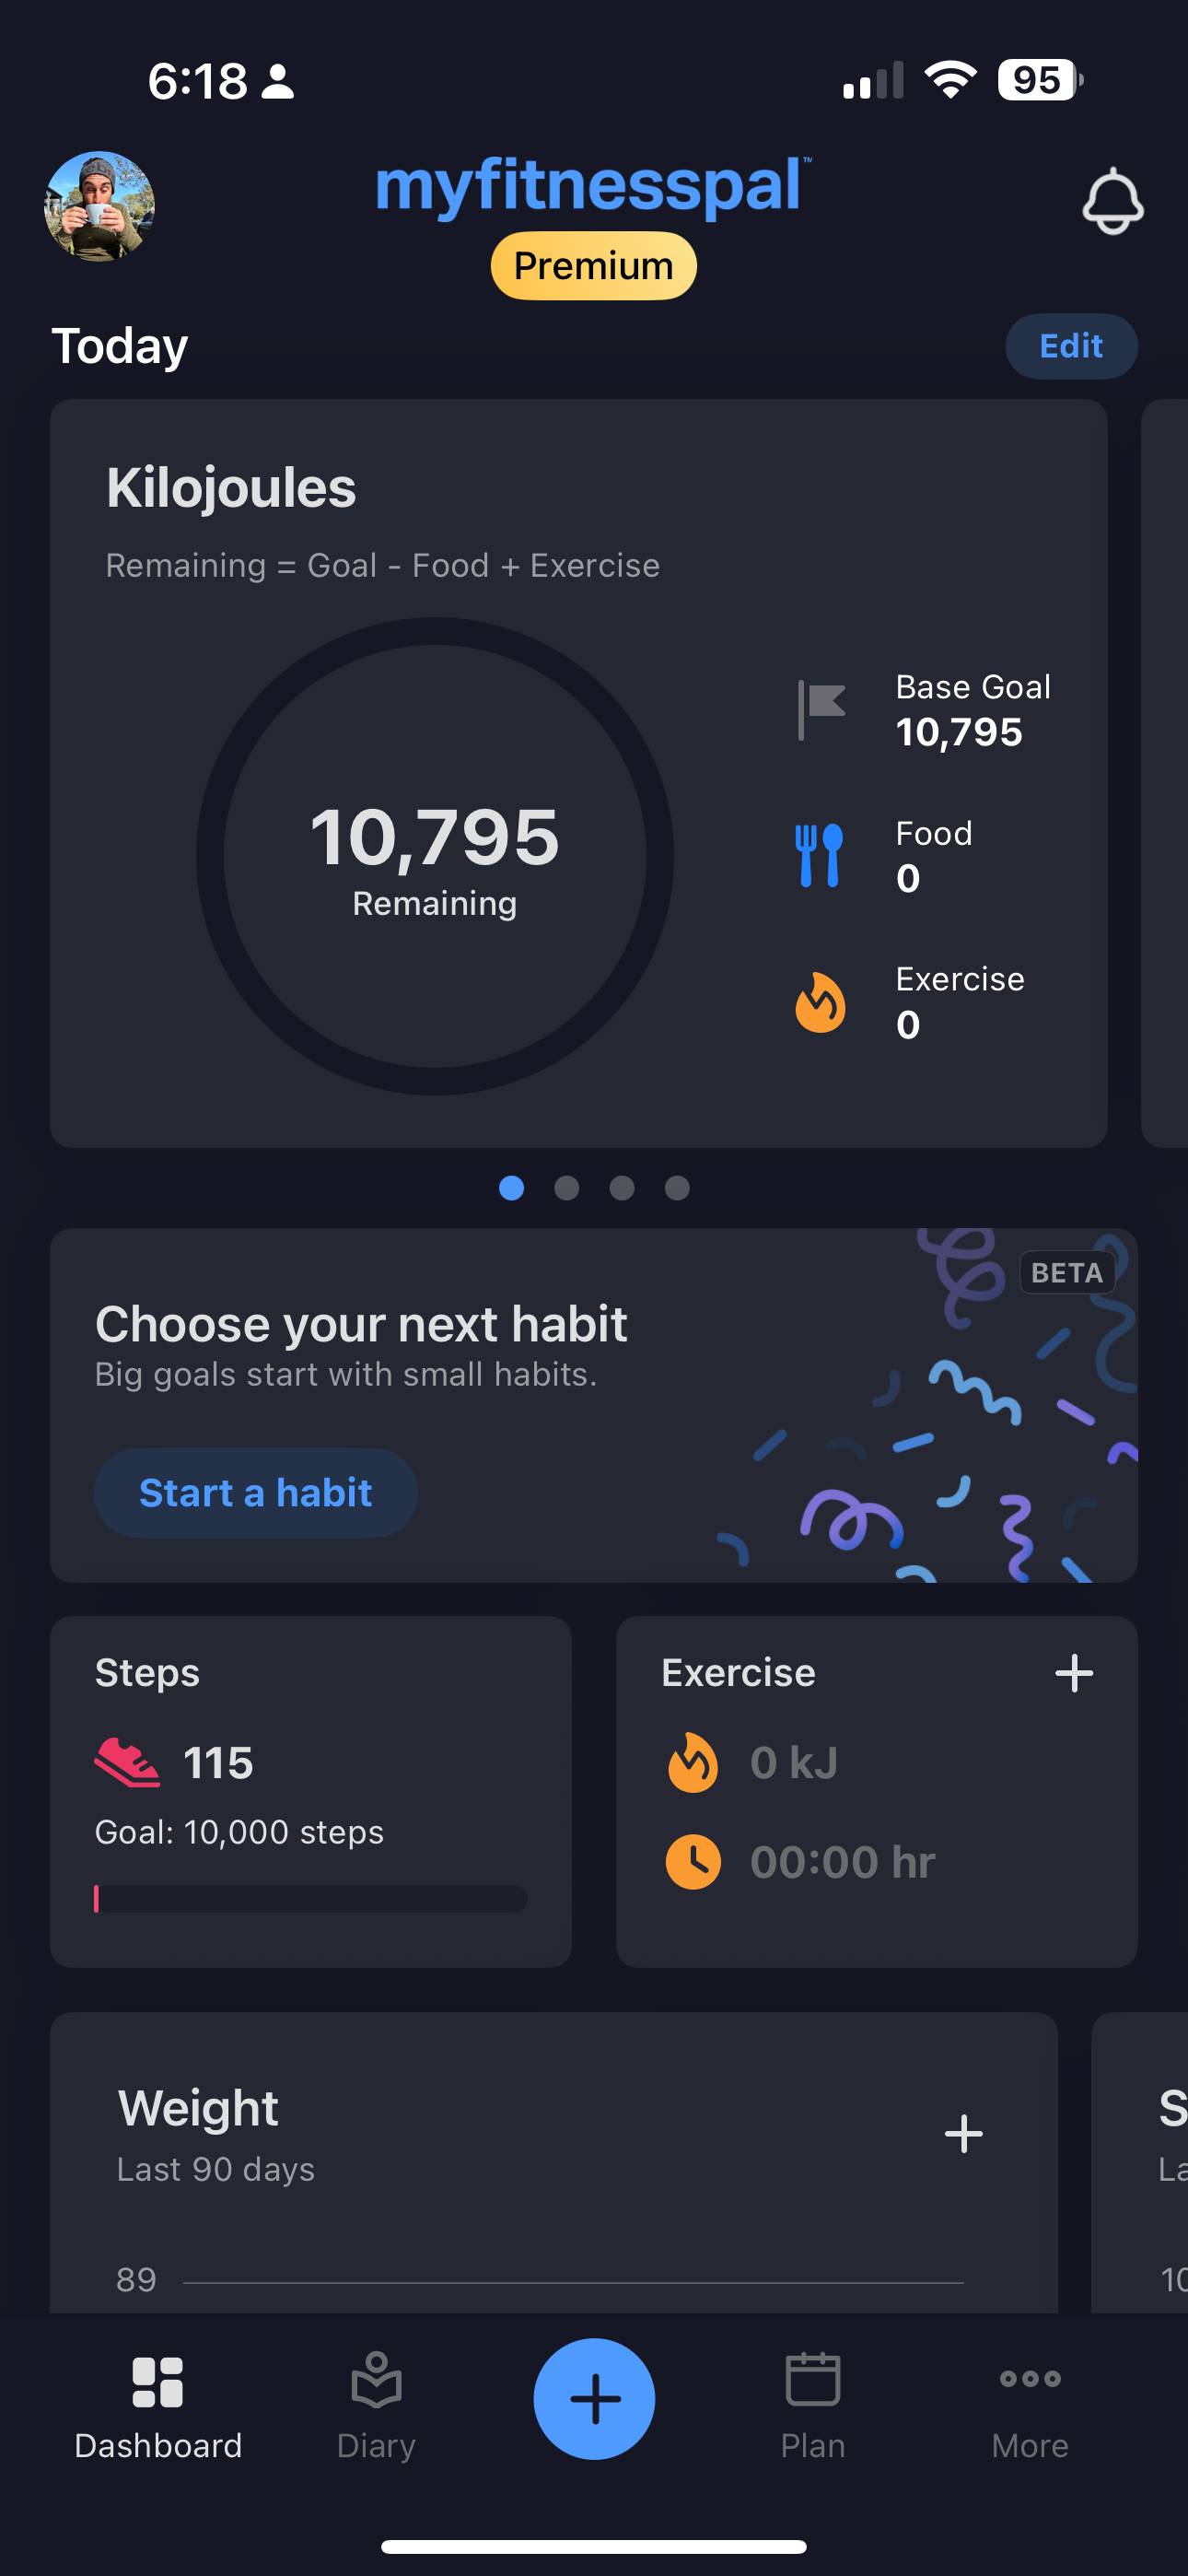 6:18
95
myfitnesspal™
Premium
Today
Edit
Kilojoules
Remaining = Goal - Food + Exercise
10,795
Remaining
Base Goal
10,795
Food
0
Exercise
0
BETA
Choose your next habit
Big goals start with small habits.
Start a habit
Steps
115
Goal: 10,000 steps
Exercise
0 kJ
00:00 hr
Weight
Last 90 days
89
S
La
10
Dashboard
Diary
Plan
More